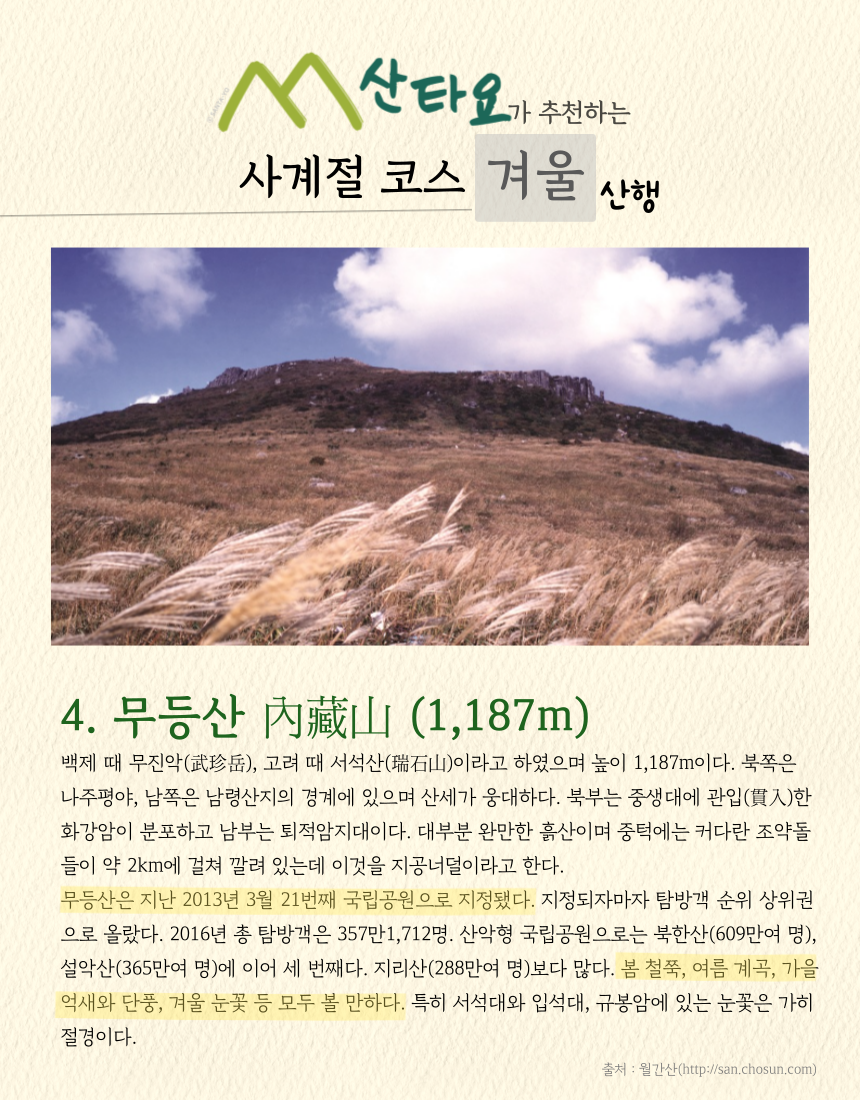 산타요가 추천하는
사계절 코스 겨울 산행
4. 무등산 內藏山 (1,187m)
백제 때 무진악(武珍岳), 고려 때 서석산(瑞石山)이라고 하였으며 높이 1,187m이다. 북쪽은
나주평야, 남쪽은 남령산지의 경계에 있으며 산세가 웅대하다. 북부는 중생대에 관입(貫入)한
화강암이 분포하고 남부는 퇴적암지대이다. 대부분 완만한 흙산이며 중턱에는 커다란 조약돌
들이 약 2km에 걸쳐 깔려 있는데 이것을 지공너덜이라고 한다.
무등산은 지난 2013년 3월 21번째 국립공원으로 지정됐다. 지정되자마자 탐방객 순위 상위권
으로 올랐다. 2016년 총 탐방객은 357만1,712명. 산악형 국립공원으로는 북한산(609만여 명),
설악산(365만여 명)에 이어 세 번째다. 지리산(288만여 명)보다 많다. 봄 철쭉, 여름 계곡, 가을
억새와 단풍, 겨울 눈꽃 등 모두 볼 만하다. 특히 서석대와 입석대, 규봉암에 있는 눈꽃은 가히
절경이다.
출처 : 월간산(http://san.chosun.com)